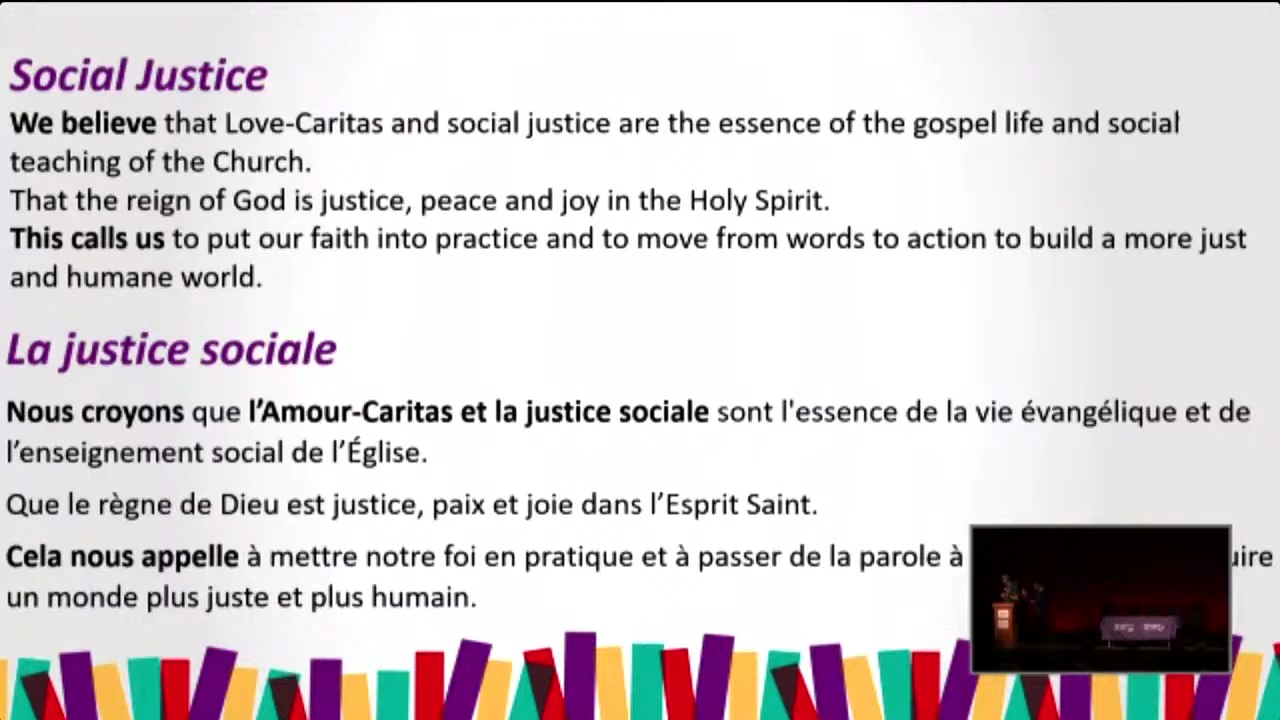 Social Justice
We believe that Love-Caritas and social justice are the essence of the gospel life and social
teaching of the Church.
That the reign of God is justice, peace and joy in the Holy Spirit.
This calls us to put our faith into practice and to move from words to action to build a more just
and humane world.
La justice sociale
Nous croyons que l’Amour-Caritas et la justice sociale sont l'essence de la vie évangélique et de
l’enseignement social de l’Église.
Que le règne de Dieu est justice, paix et joie dans l’Esprit Saint.
Cela nous appelle à mettre notre foi en pratique et à passer de la parole à
un monde plus juste et plus humain.